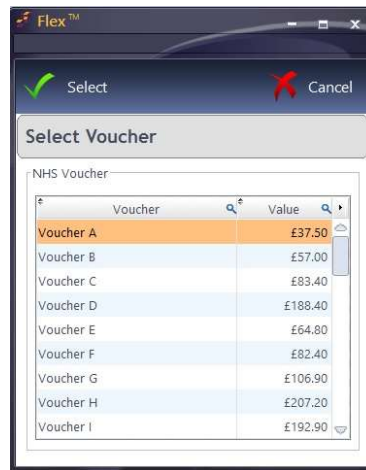 Flex™
Select Cancel
Select Voucher
NHS Voucher
Voucher Value
Voucher A £37.50
Voucher B £57.00
Voucher C £83.40
Voucher D £188.40
Voucher E £64.80
Voucher F £82.40
Voucher G £106.90
Voucher H £207.20
Voucher I £192.90